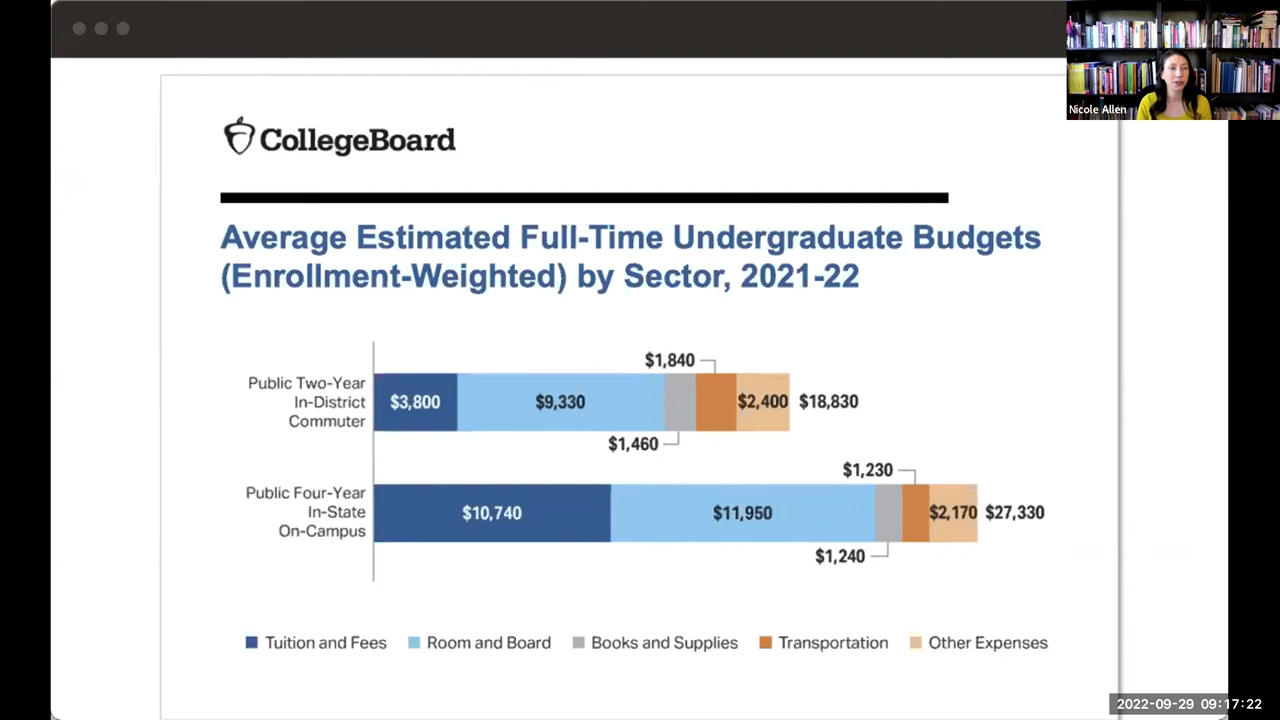 Nicole Allen
CollegeBoard
Average Estimated Full-Time Undergraduate Budgets
(Enrollment-Weighted) by Sector, 2021-22
$1,840
Public Two-Year
In-District
Commuter
$3,800 $9,330 $2,400 $18,830
$1,460
$1,230
Public Four-Year
In-State
On-Campus
$10,740 $11,950 $2,170 $27,330
$1,240
Tuition and Fees Room and Board Books and Supplies Transportation Other Expenses
2022-09-29 09:17:22